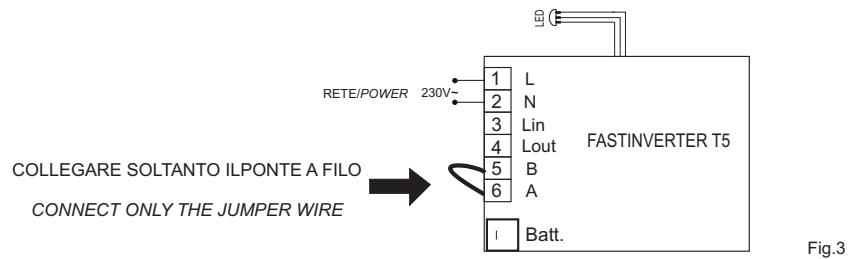 LED
RETE/POWER 230V~
1 L
2 N
3 Lin
4 Lout
5 B
6 A
FASTINVERTER T5
COLLEGARE SOLTANTO ILPONTE A FILO
CONNECT ONLY THE JUMPER WIRE
I Batt.
Fig.3